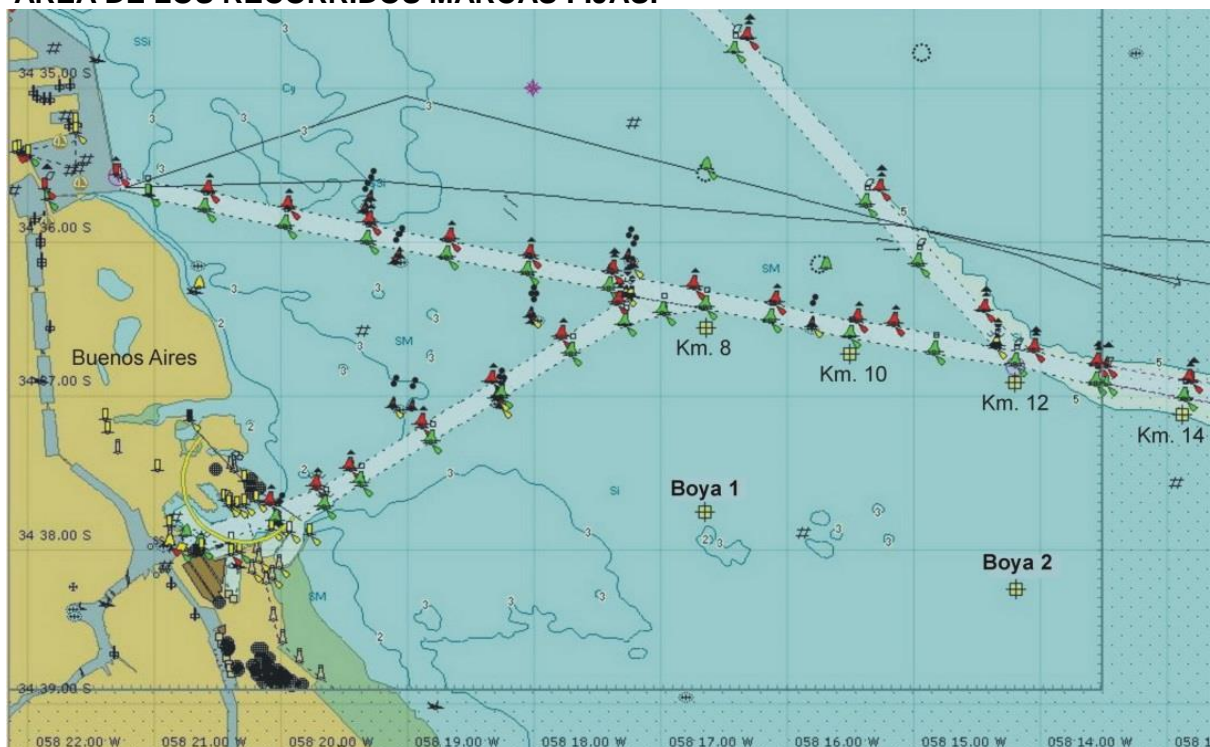 ÁREA DE LOS RECORRIDOS MARCAS FIJAS.
SSi
Cy
34 35.00 S
SSi
34 36.00 S
SM
SM
Buenos Aires
Km. 8
Km. 10
34 37.00 S
Km. 12
Km. 14
Si
Boya 1
34 38.00 S
Boya 2
SM
34 39.00 S
058 22.00 W 058 21.00 W 058 20.00 W 058 19.00 W 058 18.00 W 058 17.00 W 058 16.00 W 058 15.00 W 058 14.00 W 058 1